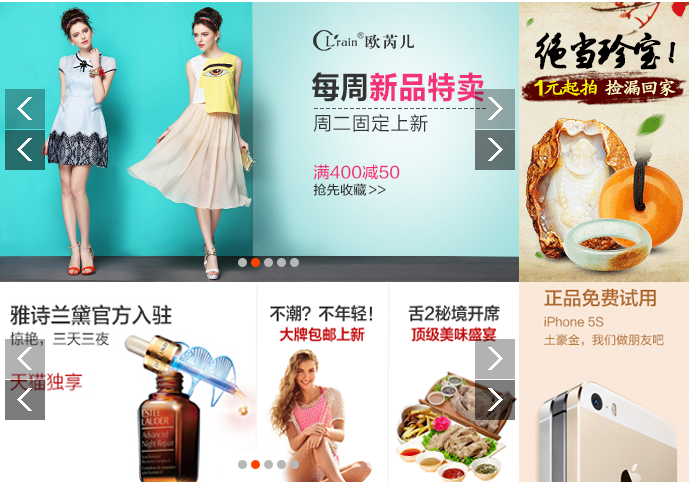 CLrain®欧芮儿
每周新品特卖
周二固定上新
满400减50
抢先收藏>>
绝当珍宝!
1元起拍 捡漏回家
雅诗兰黛官方入驻
惊艳,三天三夜
天猫独享
ESTĒE
LAUDER
Advanced
Night Repair
不潮?不年轻!
大牌包邮上新
舌2秘境开席
顶级美味盛宴
正品免费试用
iPhone 5S
土豪金,我们做朋友吧